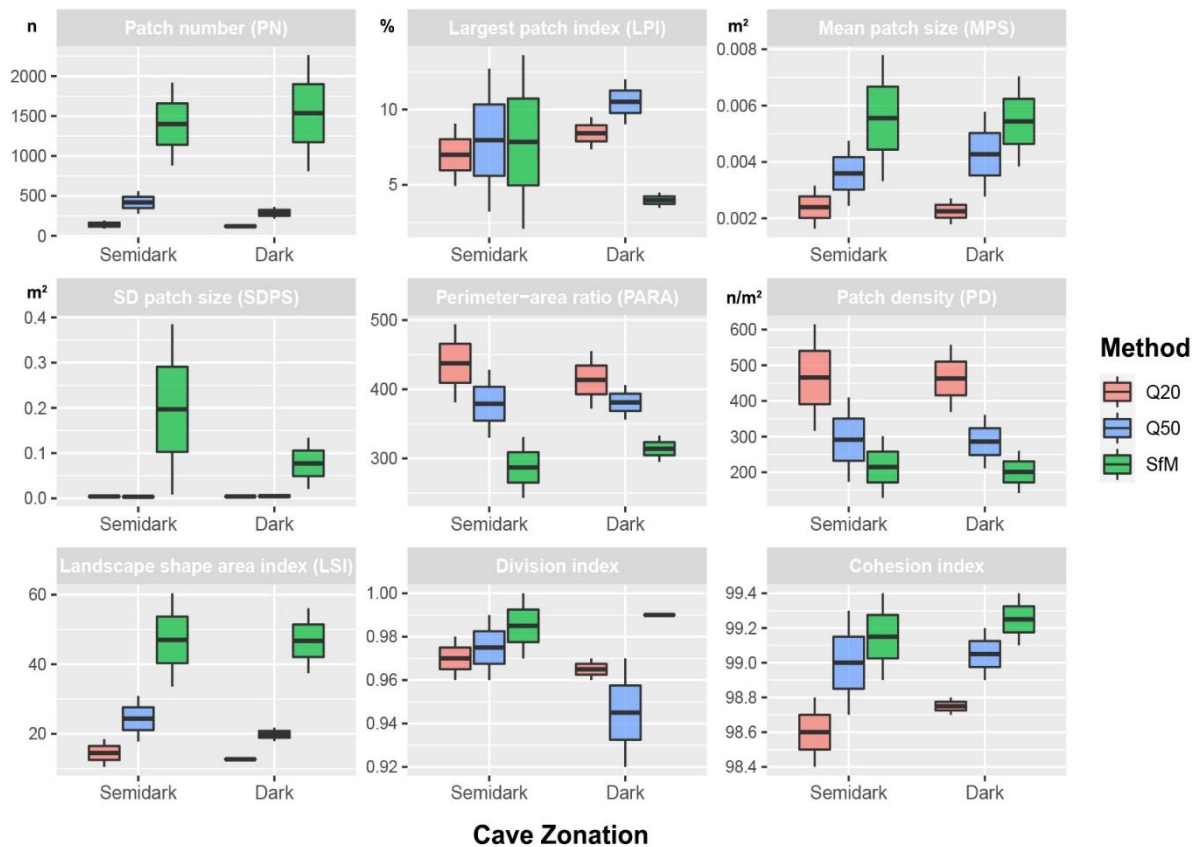 n
Patch number (PN)
2000
1500
1000
500
0
Semidark
Dark
%
Largest patch index (LPI)
10
5
Semidark
Dark
m²
Mean patch size (MPS)
0.008
0.006
0.004
0.002
Semidark
Dark
m²
SD patch size (SDPS)
0.4
0.3
0.2
0.1
0.0
Semidark
Dark
Perimeter−area ratio (PARA)
500
400
300
Semidark
Dark
n/m²
Patch density (PD)
600
500
400
300
200
Semidark
Dark
Landscape shape area index (LSI)
60
40
20
Semidark
Dark
Division index
1.00
0.98
0.96
0.94
0.92
Semidark
Dark
Cohesion index
99.4
99.2
99.0
98.8
98.6
98.4
Semidark
Dark
Cave Zonation
Method
Q20
Q50
SfM